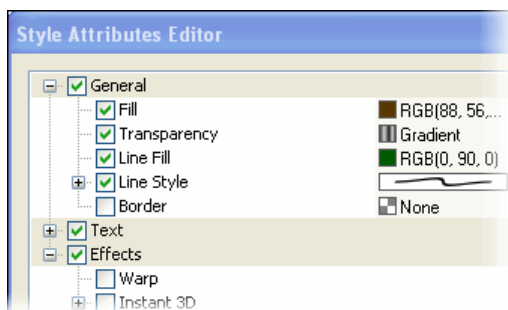 Style Attributes Editor
General
Fill RGB(88, 56,...
Transparency Gradient
Line Fill RGB(0, 90, 0)
Line Style
Border None
Text
Effects
Warp
Instant 3D